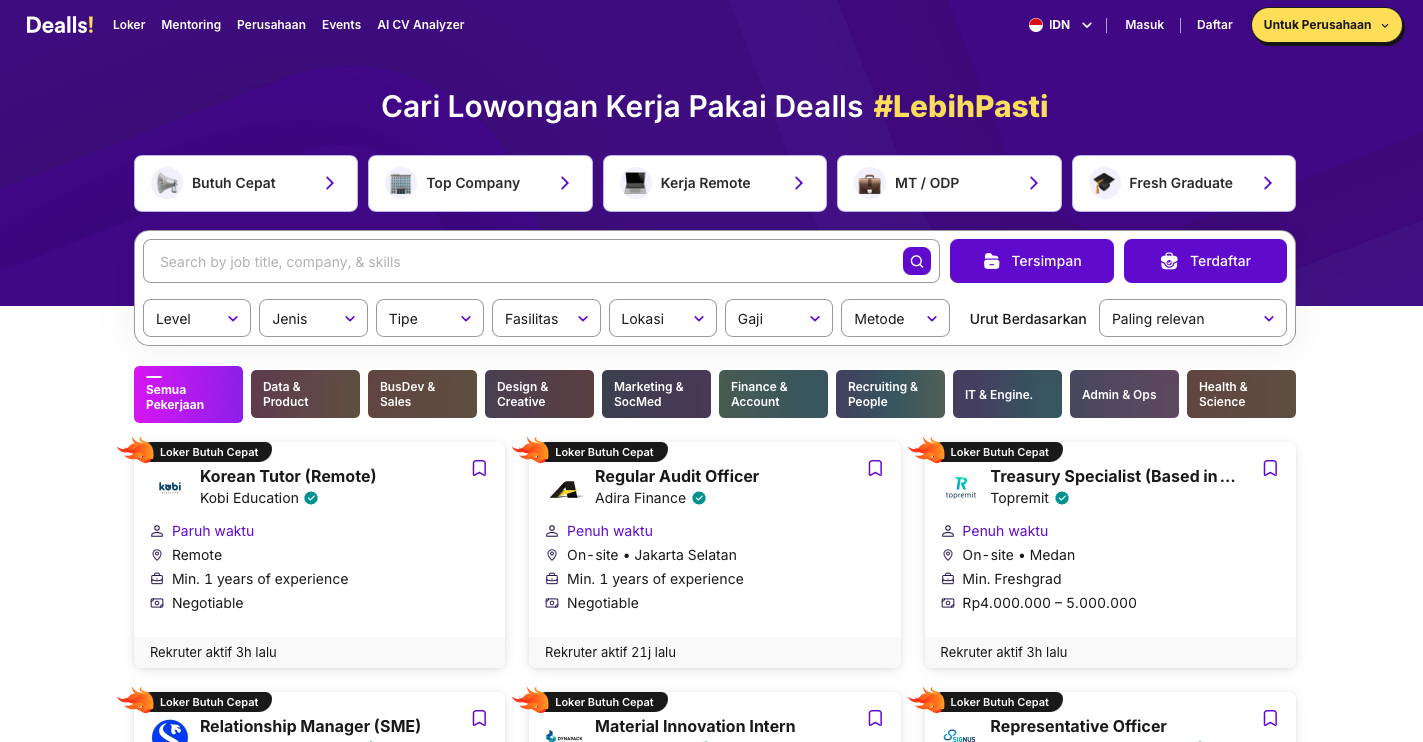 Dealls! Loker Mentoring Perusahaan Events AI CV Analyzer IDN Masuk Daftar Untuk Perusahaan
Cari Lowongan Kerja Pakai Dealls #LebihPasti
Butuh Cepat Top Company Kerja Remote MT / ODP Fresh Graduate
Search by job title, company, & skills Tersimpan Terdaftar
Level Jenis Tipe Fasilitas Lokasi Gaji Metode Urut Berdasarkan Paling relevan
Semua Pekerjaan
Data & Product
BusDev & Sales
Design & Creative
Marketing & SocMed
Finance & Account
Recruiting & People
IT & Engine.
Admin & Ops
Health & Science
Loker Butuh Cepat
kobi
Korean Tutor (Remote)
Kobi Education
Paruh waktu
Remote
Min. 1 years of experience
Negotiable
Rekruter aktif 3h lalu
Loker Butuh Cepat
Regular Audit Officer
Adira Finance
Penuh waktu
On-site • Jakarta Selatan
Min. 1 years of experience
Negotiable
Rekruter aktif 21j lalu
Loker Butuh Cepat
topremit
Treasury Specialist (Based in ...
Topremit
Penuh waktu
On-site • Medan
Min. Freshgrad
Rp4.000.000 – 5.000.000
Rekruter aktif 3h lalu
Loker Butuh Cepat
Relationship Manager (SME)
Loker Butuh Cepat
DYNAPACK
Material Innovation Intern
Loker Butuh Cepat
SIGNUS
Representative Officer